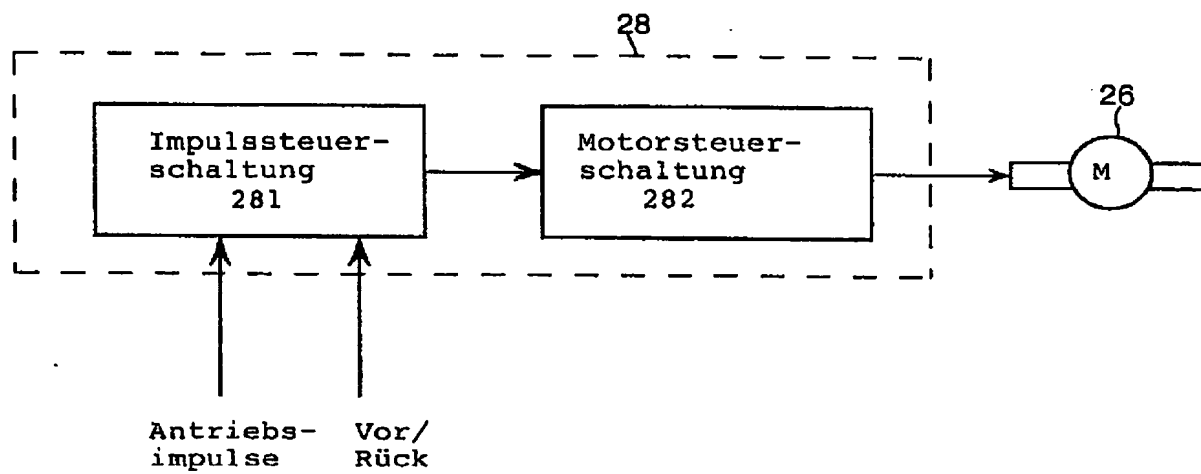 28
26
Impulssteuer-
schaltung
281
Motorsteuer-
schaltung
282
M
Antriebs-
impulse
Vor/
Rück